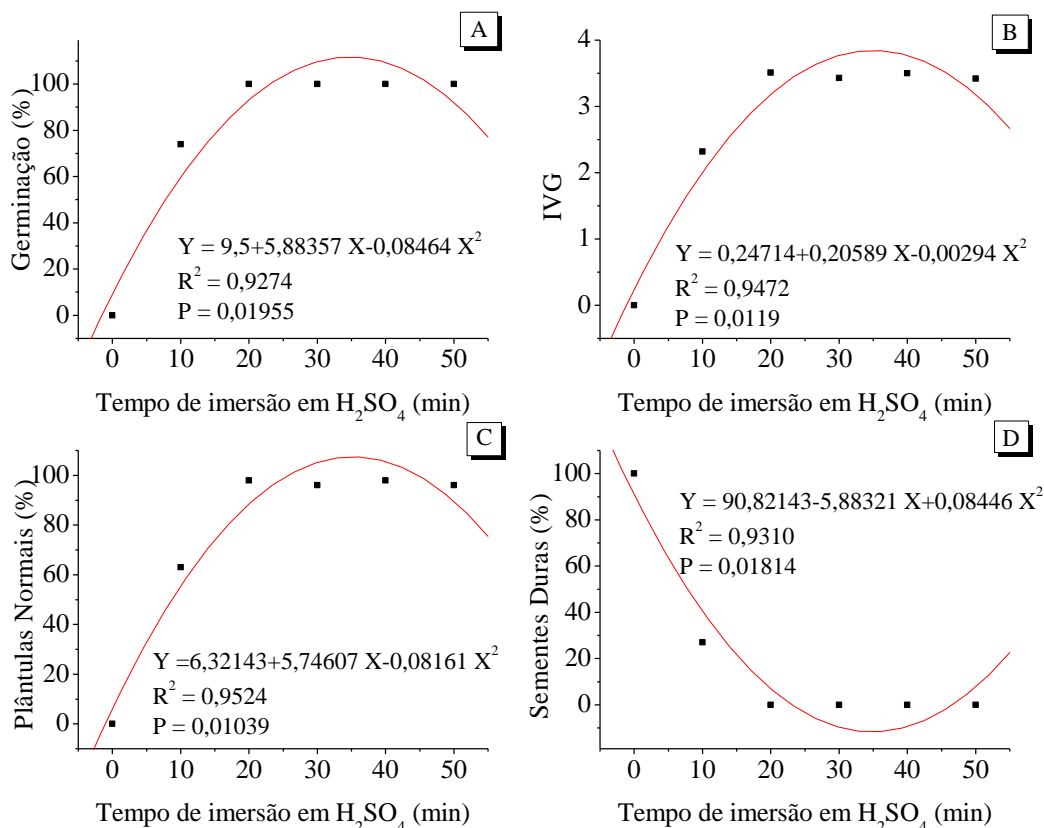 A
Germinação (%)
100
80
60
40
20
0
Y = 9,5+5,88357 X-0,08464 X²
R² = 0,9274
P = 0,01955
0 10 20 30 40 50
Tempo de imersão em H₂SO₄ (min)
B
IVG
4
3
2
1
0
Y = 0,24714+0,20589 X-0,00294 X²
R² = 0,9472
P = 0,0119
0 10 20 30 40 50
Tempo de imersão em H₂SO₄ (min)
C
Plântulas Normais (%)
100
80
60
40
20
0
Y =6,32143+5,74607 X-0,08161 X²
R² = 0,9524
P = 0,01039
0 10 20 30 40 50
Tempo de imersão em H₂SO₄ (min)
D
Sementes Duras (%)
100
80
60
40
20
0
Y = 90,82143-5,88321 X+0,08446 X²
R² = 0,9310
P = 0,01814
0 10 20 30 40 50
Tempo de imersão em H₂SO₄ (min)